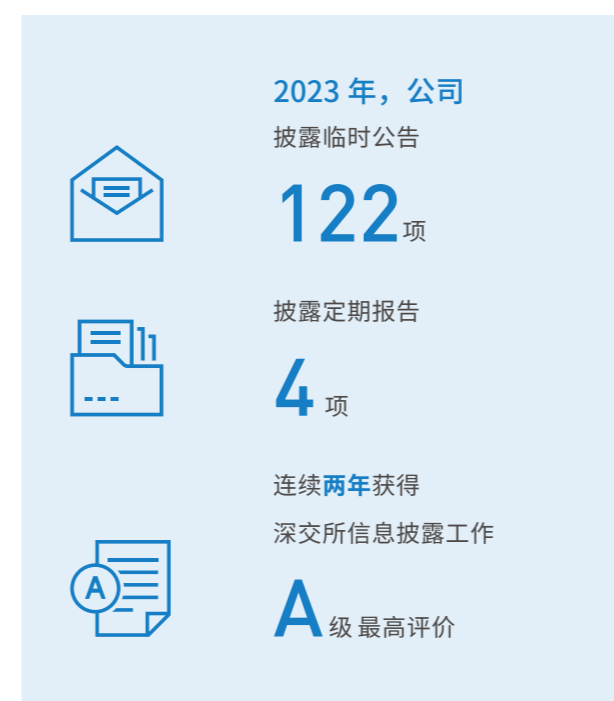 2023 年，公司
披露临时公告
122项
披露定期报告
4 项
连续两年获得
深交所信息披露工作
A
A 级 最高评价